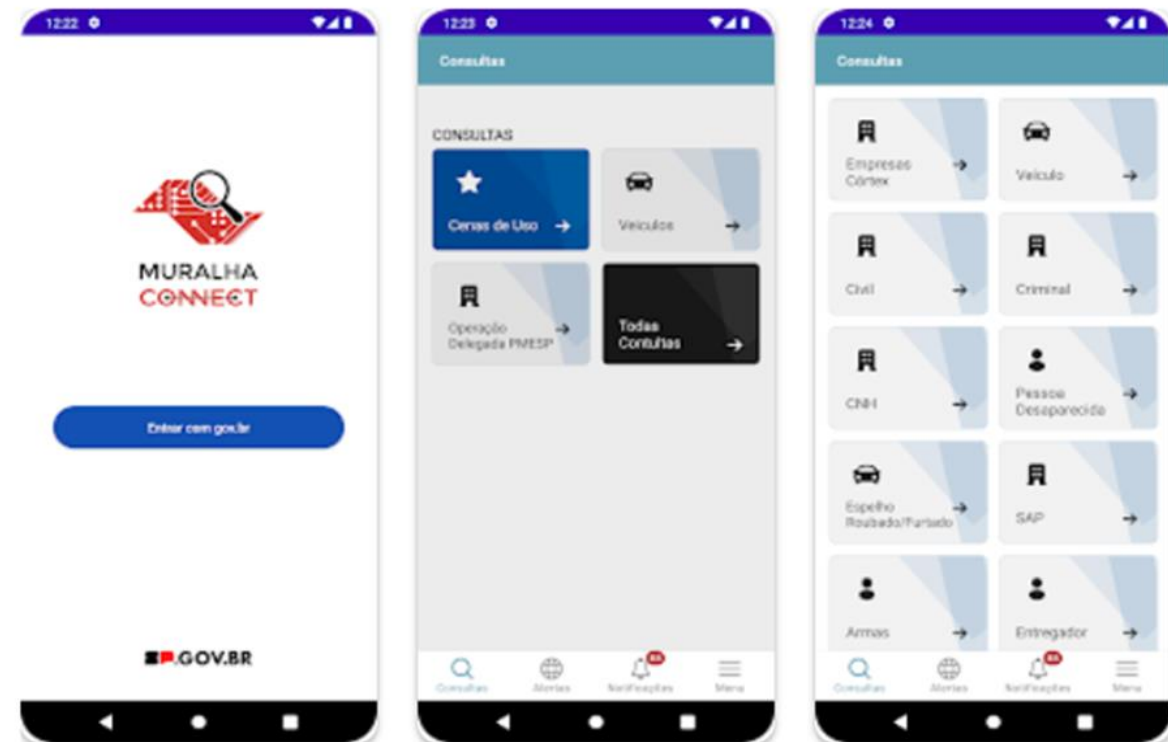 12:22
MURALHA
CONNECT
Entrar com gov.br
SP.GOV.BR
12:23
Consultas
CONSULTAS
Cenas de Uso
Veículos
Operação
Delegada PMESP
Todas
Contultas
Consultas
Alertas
Notificações
Menu
12:24
Consultas
Empresas
Córtex
Veículo
Civil
Criminal
CNH
Pessoa
Desaparecida
Espelho
Roubado/Furtado
SAP
Armas
Entregador
Consultas
Alertas
Notificações
Menu